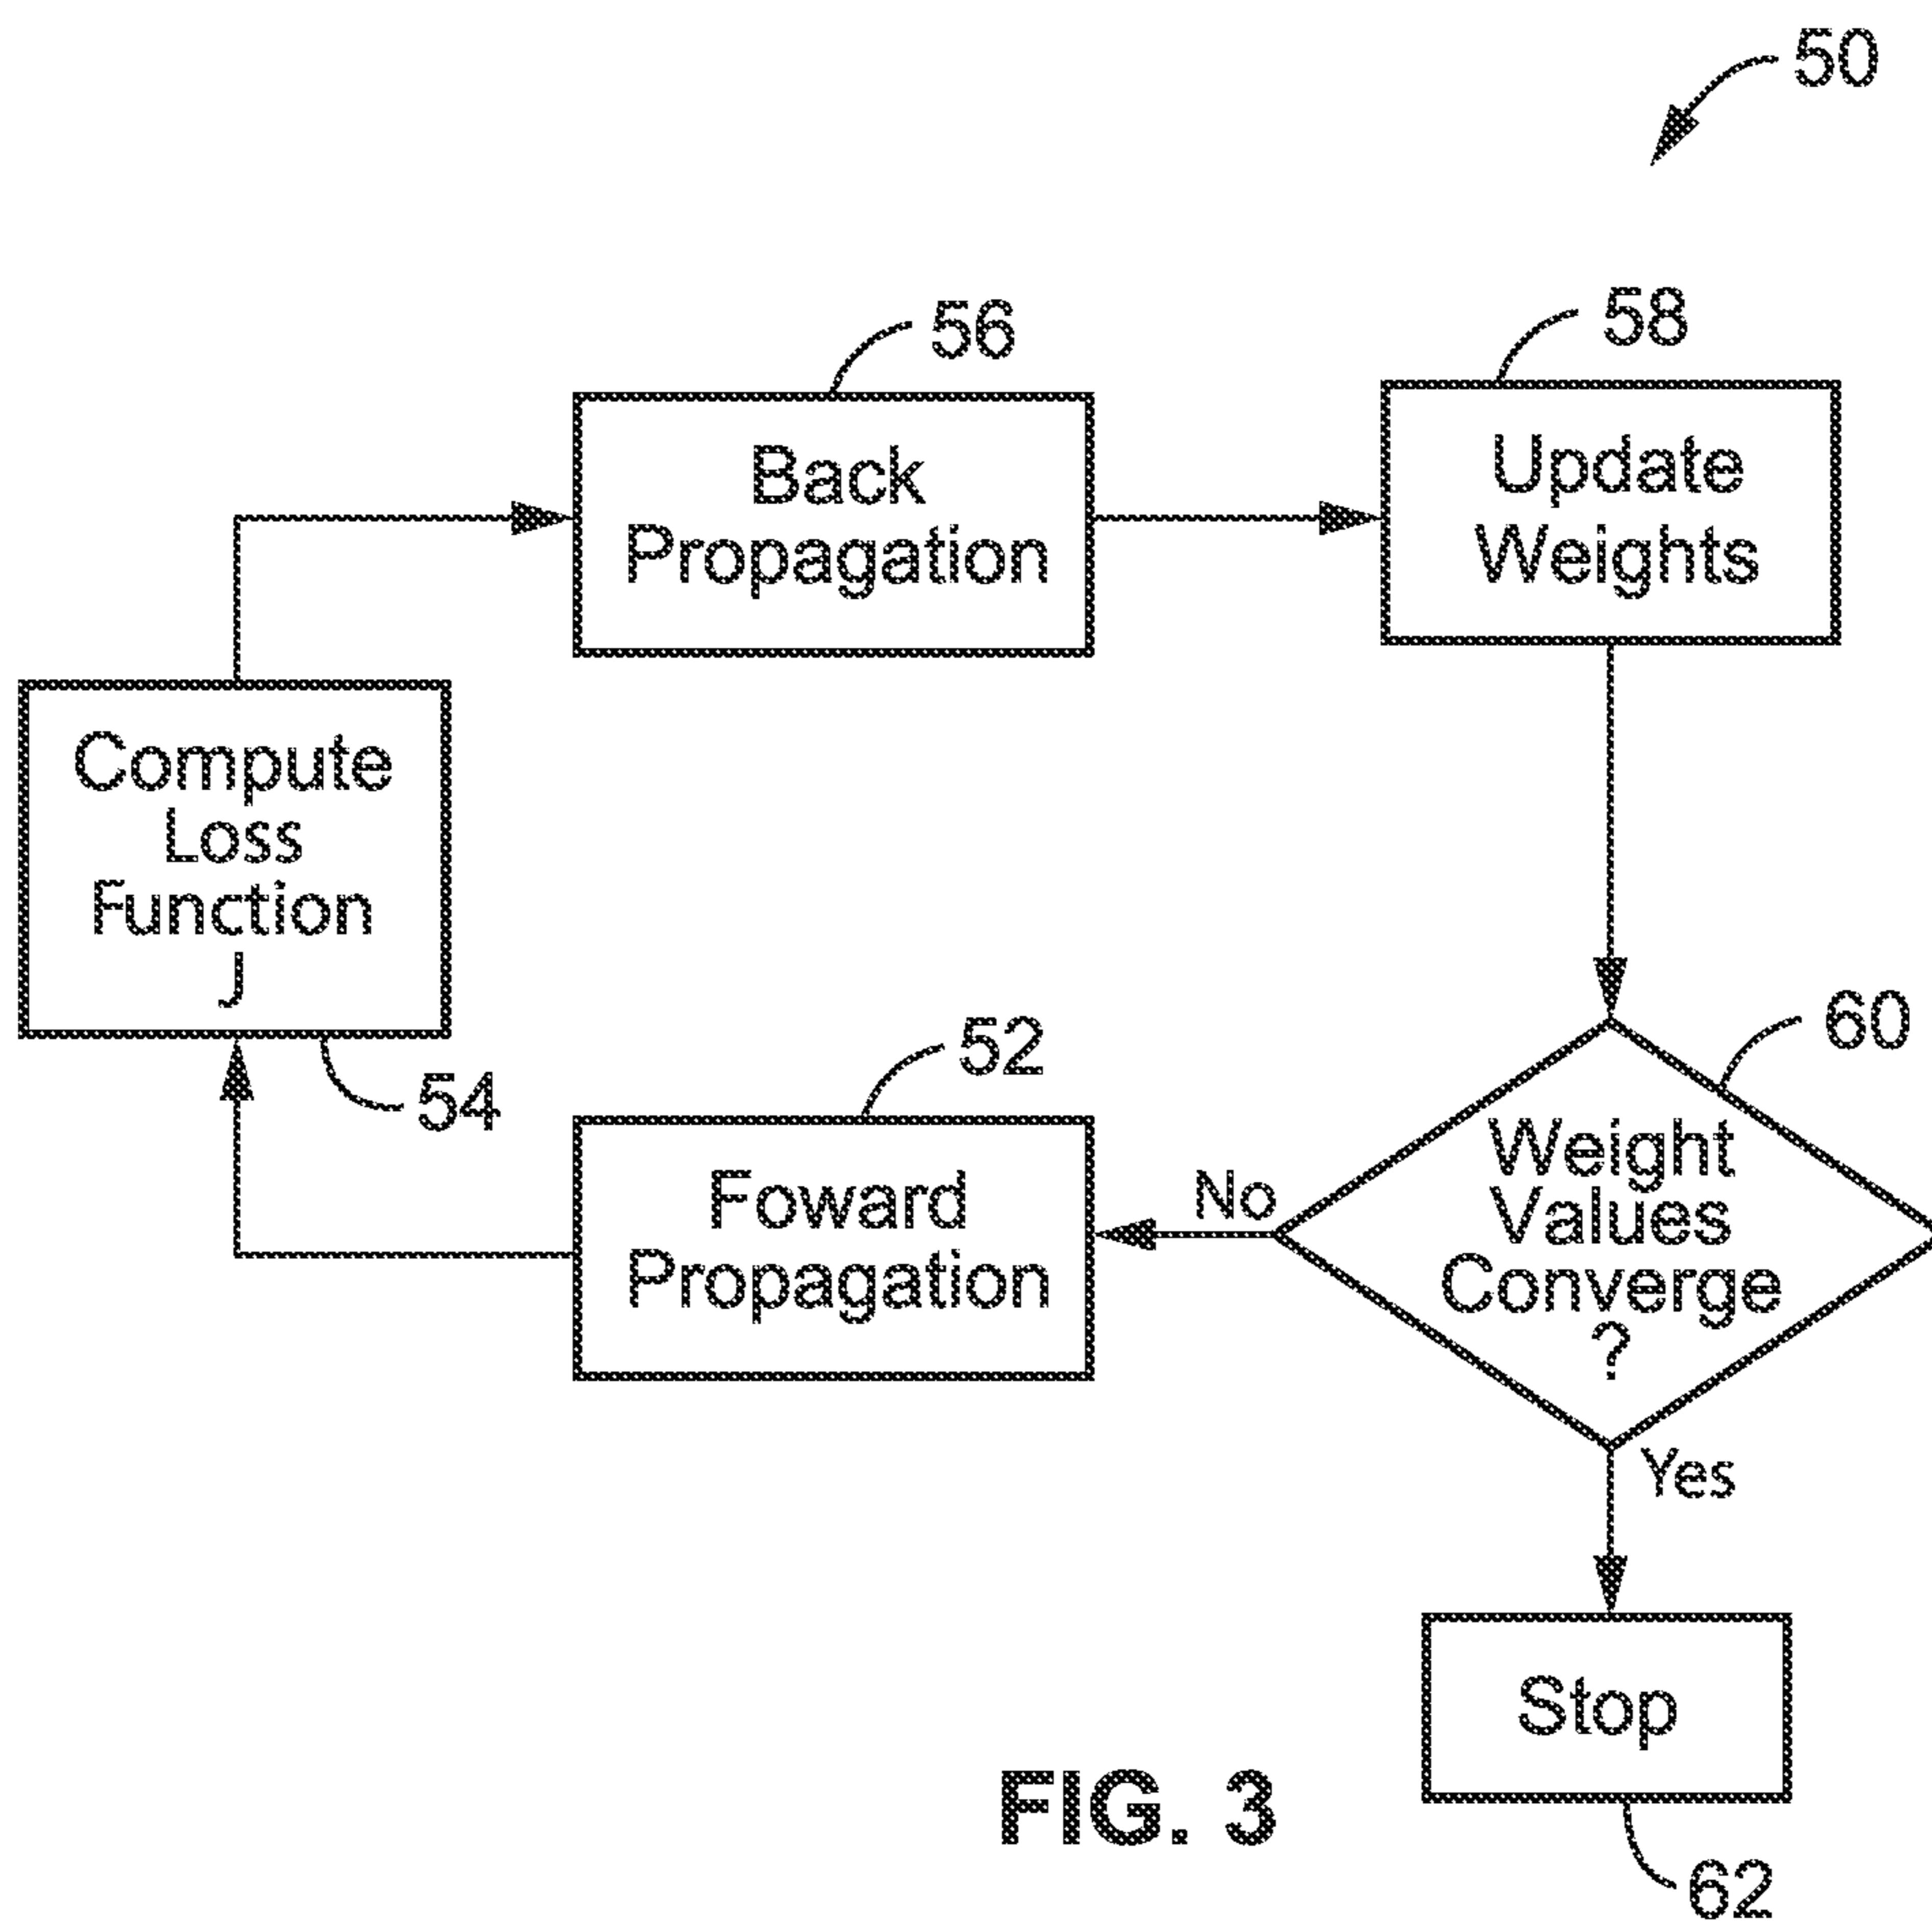 50
56
58
Back
Propagation
Update
Weights
Compute
Loss
Function
J
54
52
60
Foward
Propagation
No
Weight
Values
Converge
?
Yes
Stop
FIG. 3
62